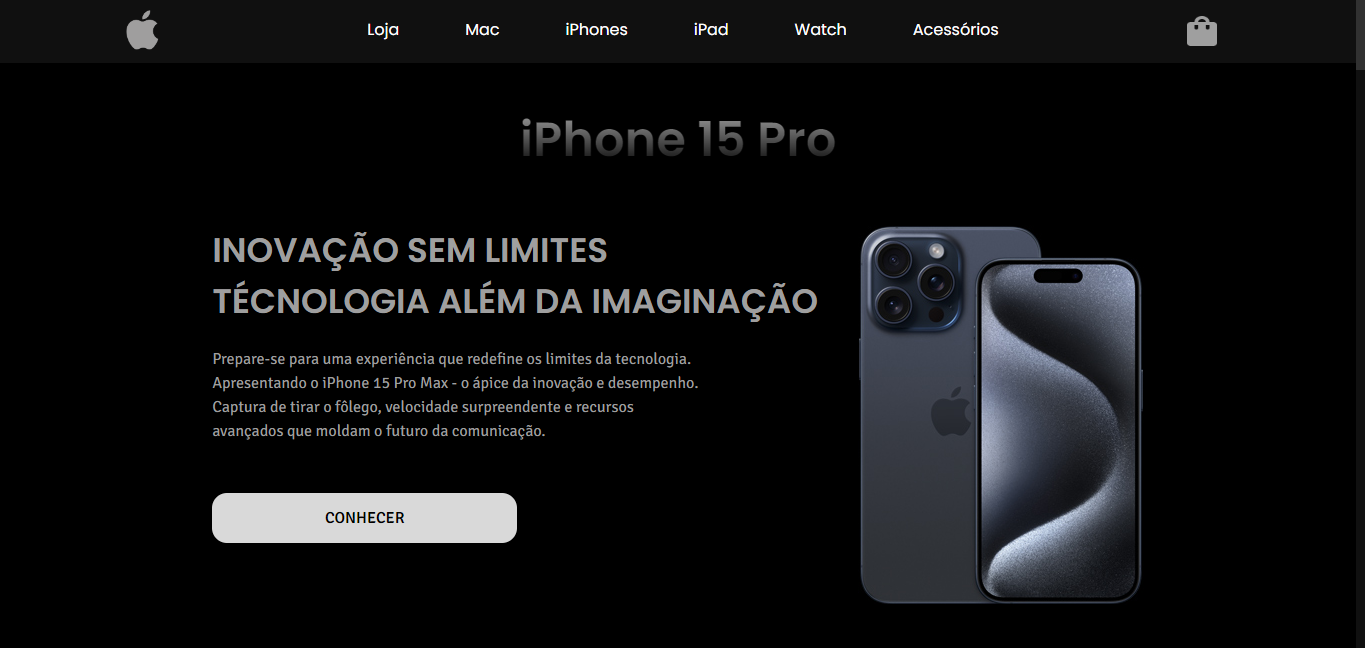 Loja Mac iPhones iPad Watch Acessórios
iPhone 15 Pro
INOVAÇÃO SEM LIMITES
TÉCNOLOGIA ALÉM DA IMAGINAÇÃO
Prepare-se para uma experiência que redefine os limites da tecnologia.
Apresentando o iPhone 15 Pro Max - o ápice da inovação e desempenho.
Captura de tirar o fôlego, velocidade surpreendente e recursos
avançados que moldam o futuro da comunicação.
CONHECER